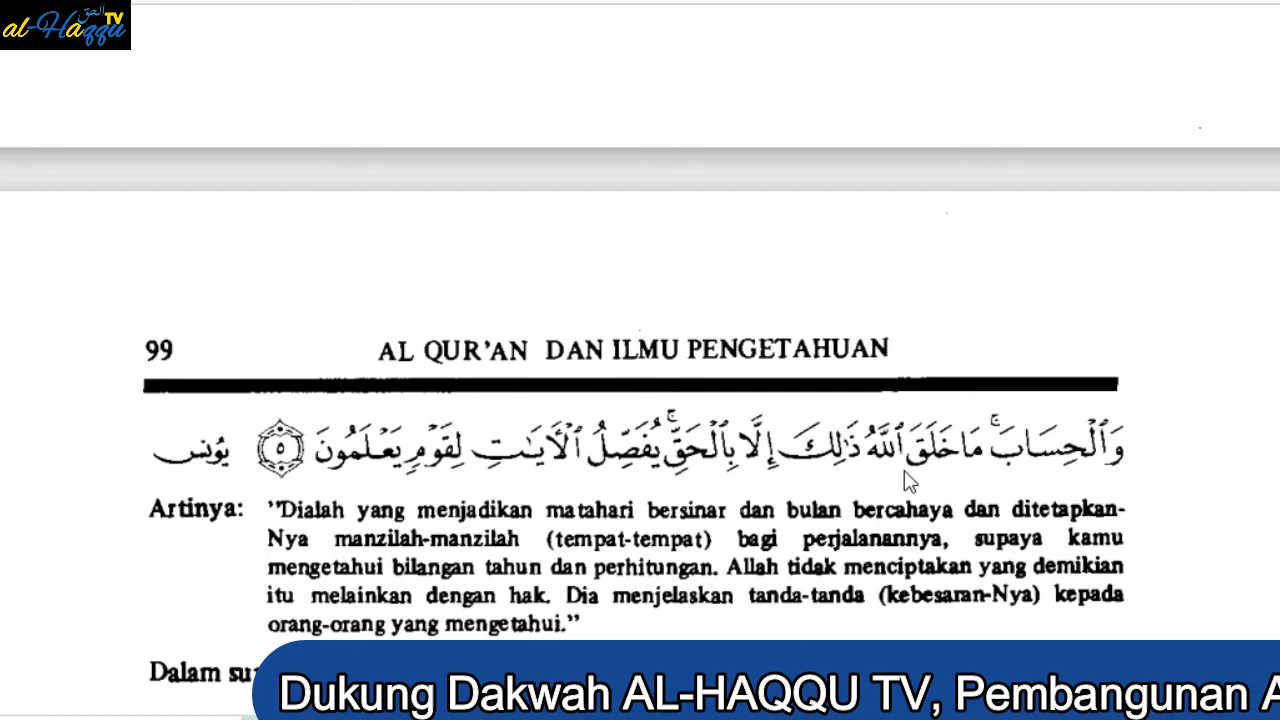 الحق
TV
al-Haqqu
99 AL QUR'AN DAN ILMU PENGETAHUAN
وَٱلْحِسَابَ ۚ مَا خَلَقَ ٱللَّهُ ذَٰلِكَ إِلَّا بِٱلْحَقِّ ۚ يُفَصِّلُ ٱلْأَيَٰتِ لِقَوْمٍ يَعْلَمُونَ ٥ يُونس
Artinya: "Dialah yang menjadikan matahari bersinar dan bulan bercahaya dan ditetapkan-
Nya manzilah-manzilah (tempat-tempat) bagi perjalanannya, supaya kamu
mengetahui bilangan tahun dan perhitungan. Allah tidak menciptakan yang demikian
itu melainkan dengan hak. Dia menjelaskan tanda-tanda (kebesaran-Nya) kepada
orang-orang yang mengetahui."
Dalam
Dukung Dakwah AL-HAQQU TV, Pembangunan A